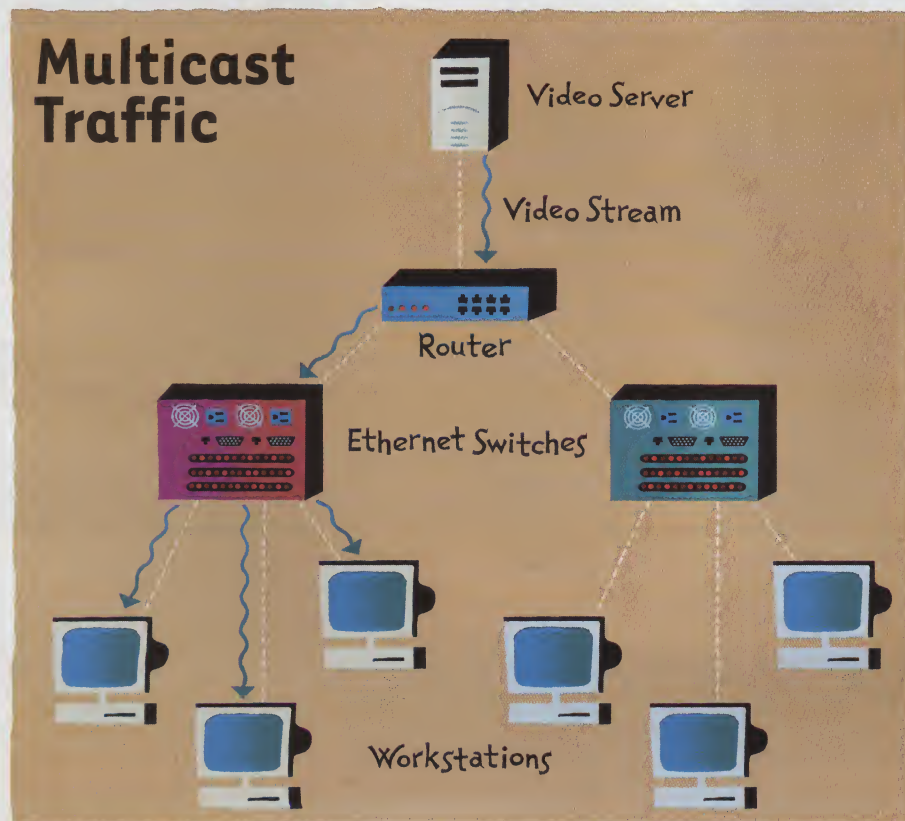 Multicast
Traffic
Video Server
Video Stream
Router
Ethernet Switches
Workstations